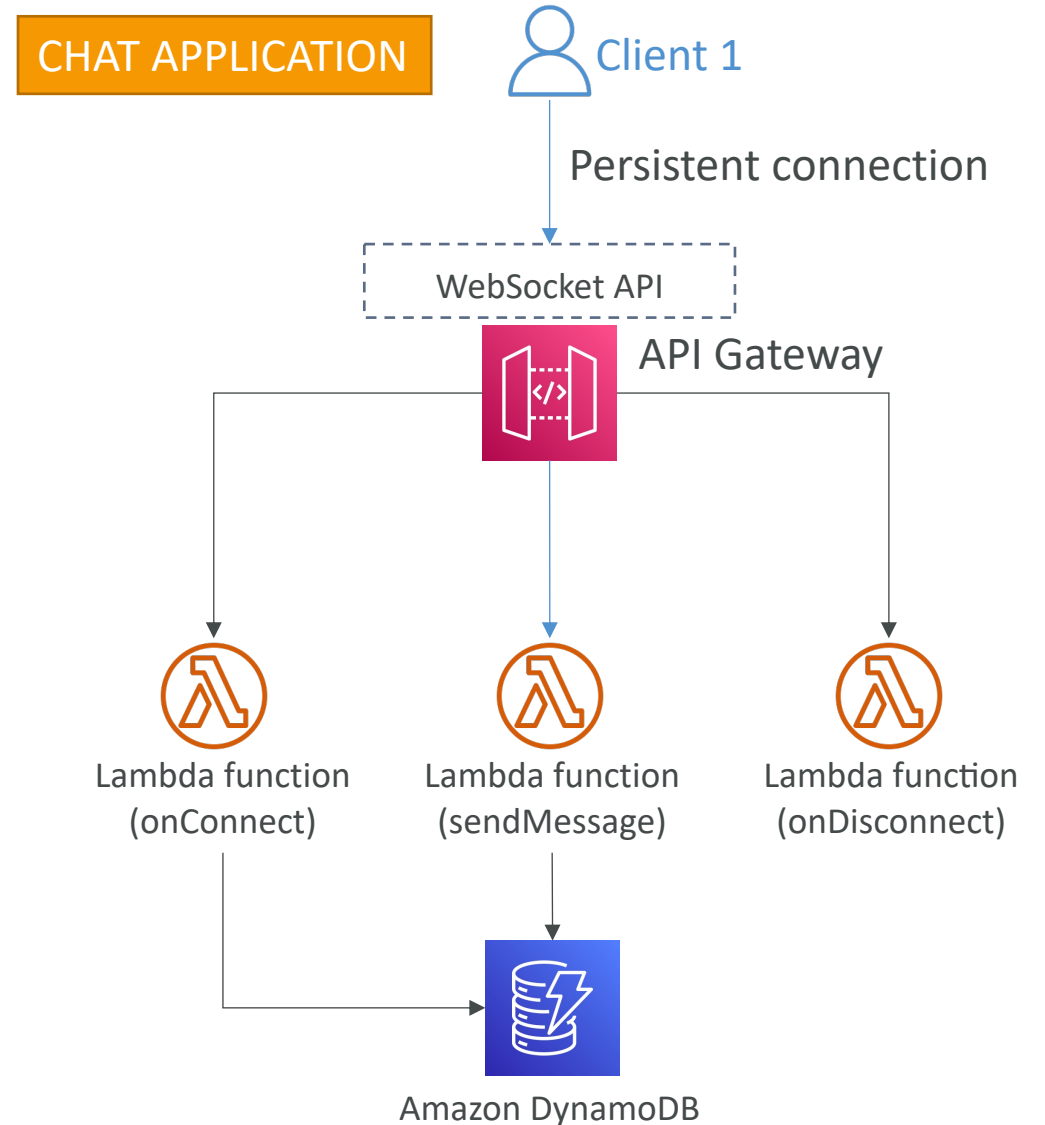 CHAT APPLICATION
Client 1
Persistent connection
WebSocket API
API Gateway
</>
Lambda function
(onConnect)
Lambda function
(sendMessage)
Lambda function
(onDisconnect)
Amazon DynamoDB